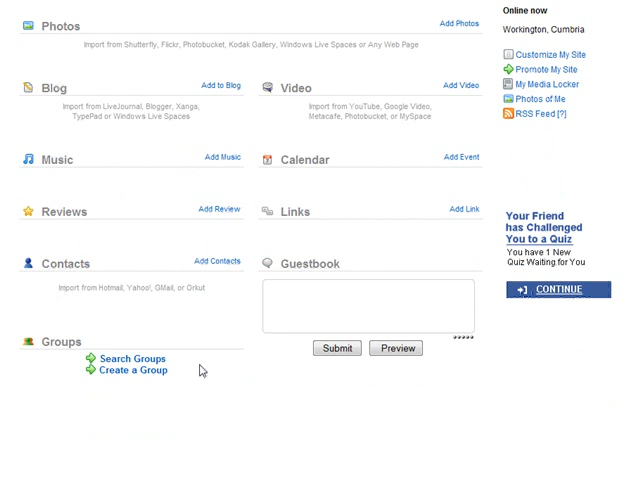 Photos
Add Photos
Import from Shutterfly, Flickr, Photobucket, Kodak Gallery, Windows Live Spaces or Any Web Page
Blog
Add to Blog
Import from LiveJournal, Blogger, Xanga,
TypePad or Windows Live Spaces
Video
Add Video
Import from YouTube, Google Video,
Metacafe, Photobucket, or MySpace
Music
Add Music
Calendar
Add Event
Reviews
Add Review
Links
Add Link
Contacts
Add Contacts
Import from Hotmail, Yahoo!, GMail, or Orkut
Guestbook
*****
Submit
Preview
Groups
Search Groups
Create a Group
Online now
Workington, Cumbria
Customize My Site
Promote My Site
My Media Locker
Photos of Me
RSS Feed [?]
Your Friend
has Challenged
You to a Quiz
You have 1 New
Quiz Waiting for You
CONTINUE